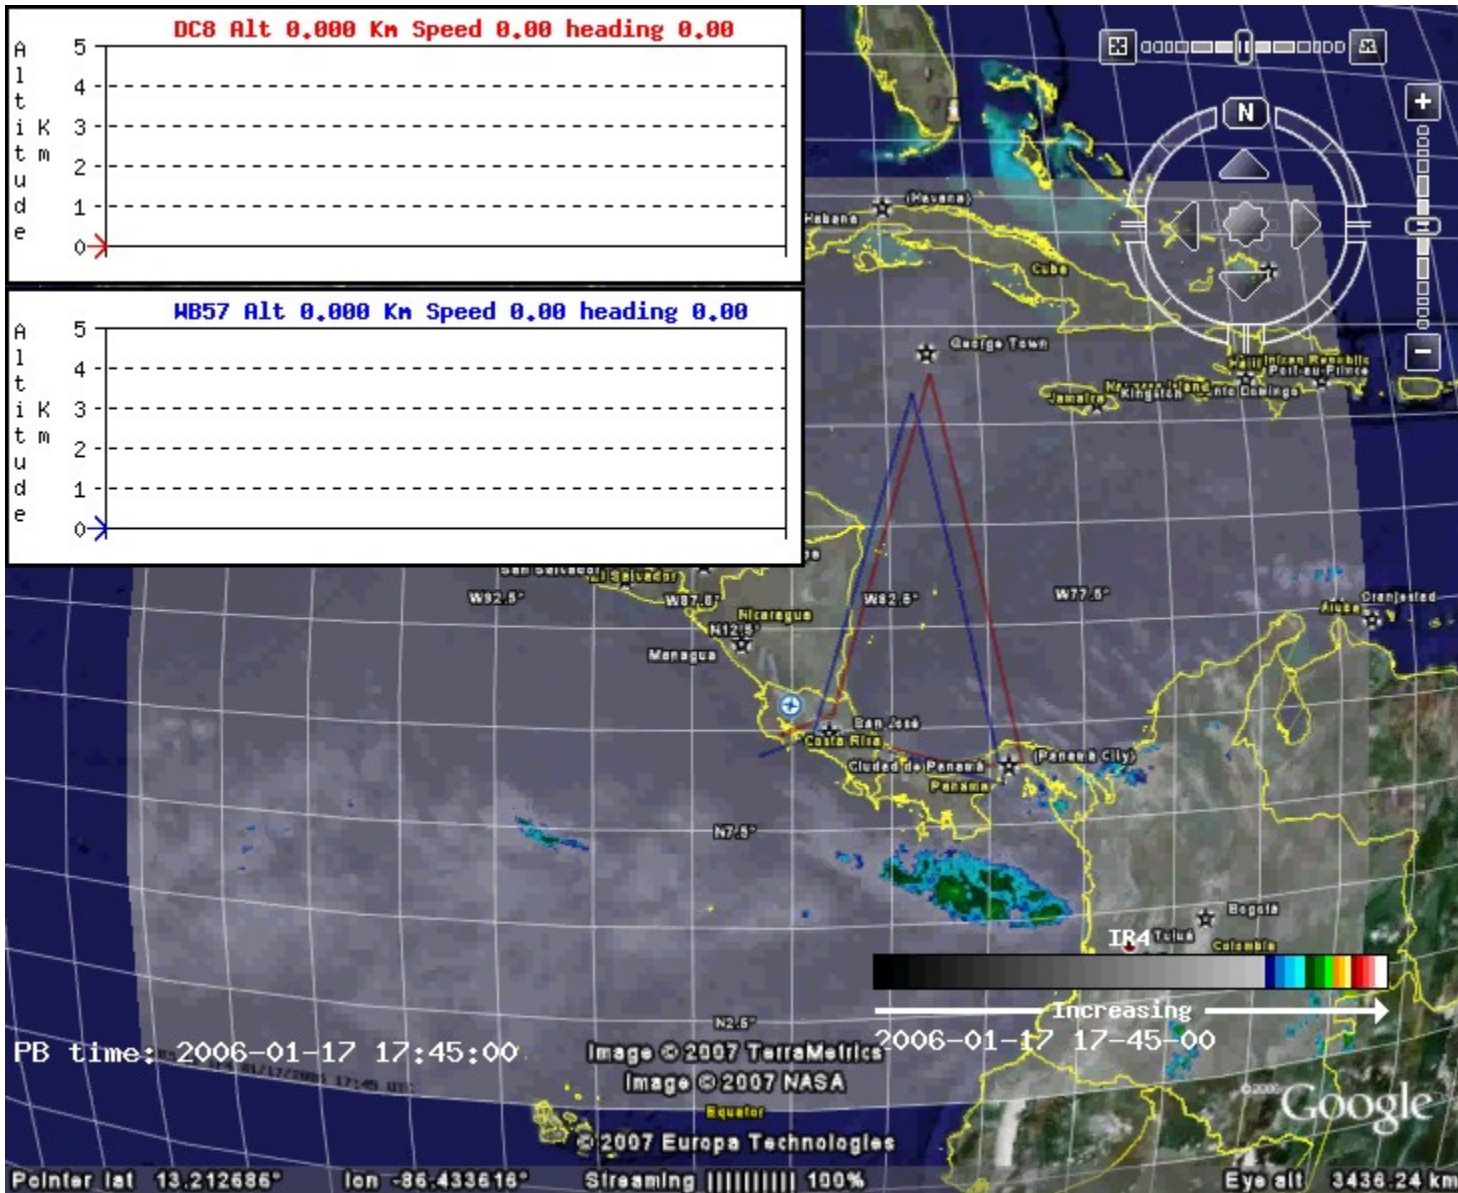 DC8 Alt 0.000 Km Speed 0.00 heading 0.00
Altitude Km
5
4
3
2
1
0
WB57 Alt 0.000 Km Speed 0.00 heading 0.00
Altitude Km
5
4
3
2
1
0
N
(Havana)
Habana
Cuba
George Town
Port-au-Prince
Jamaica
Kingston
El Salvador
W92.5°
W87.5°
W82.5°
W77.5°
Nicaragua
N12.5°
Managua
Aruba
Oranjestad
San José
Costa Rica
Ciudad de Panamá
(Panama City)
Panama
N7.5°
Bogotá
IR4
Tuluá
Colombia
Increasing
N2.5°
2006-01-17 17-45-00
PB time: 2006-01-17 17:45:00
Image © 2007 TerraMetrics
Image © 2007 NASA
Equator
© 2007 Europa Technologies
Google
Pointer lat 13.212686° lon -86.433616° Streaming |||||||||| 100% Eye alt 3436.24 km